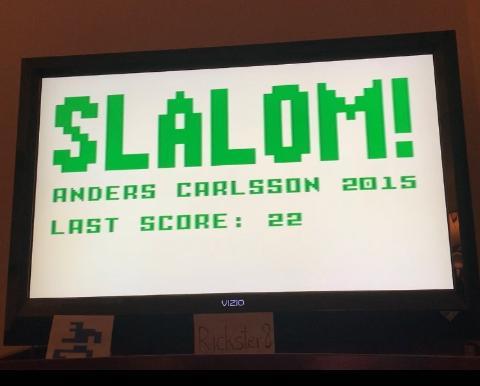 SLALOM!
ANDERS CARLSSON 2015
LAST SCORE: 22
VIZIO
Rickster8